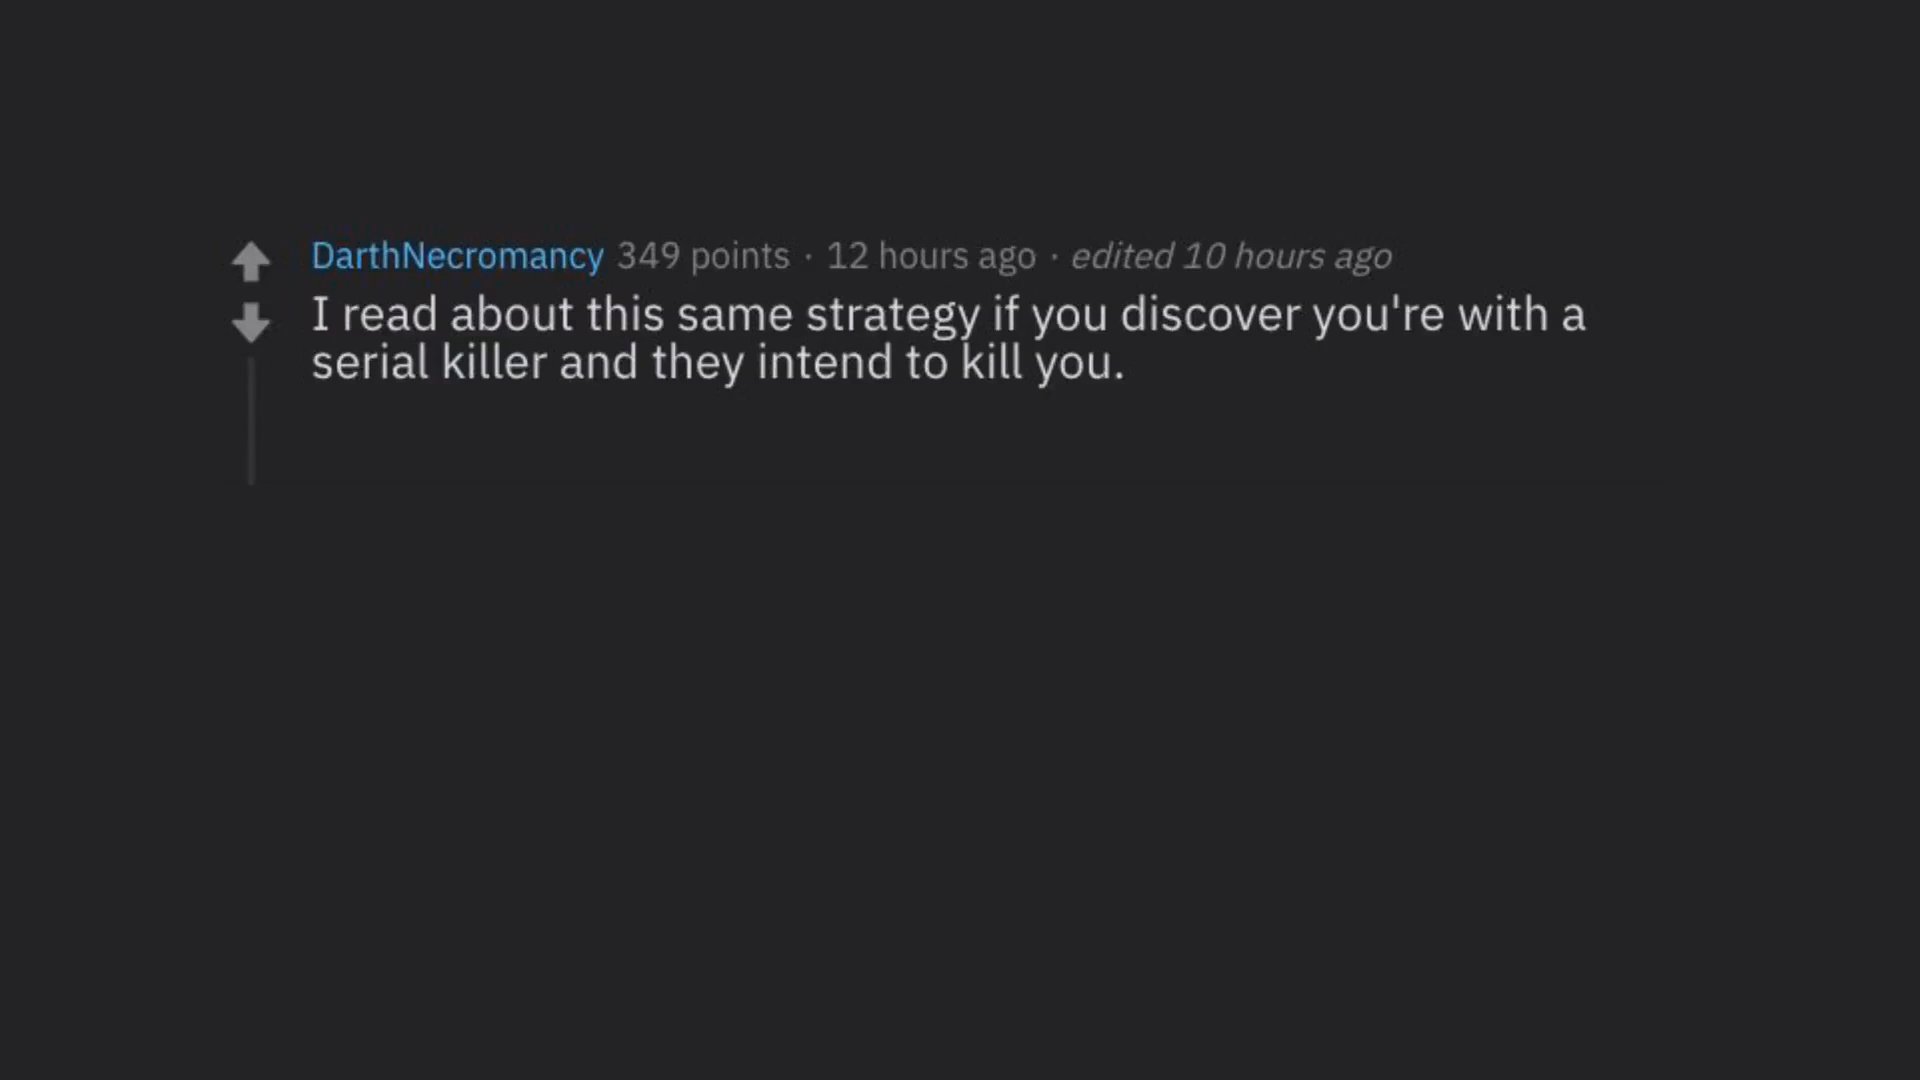 DarthNecromancy 349 points · 12 hours ago · edited 10 hours ago
I read about this same strategy if you discover you're with a
serial killer and they intend to kill you.